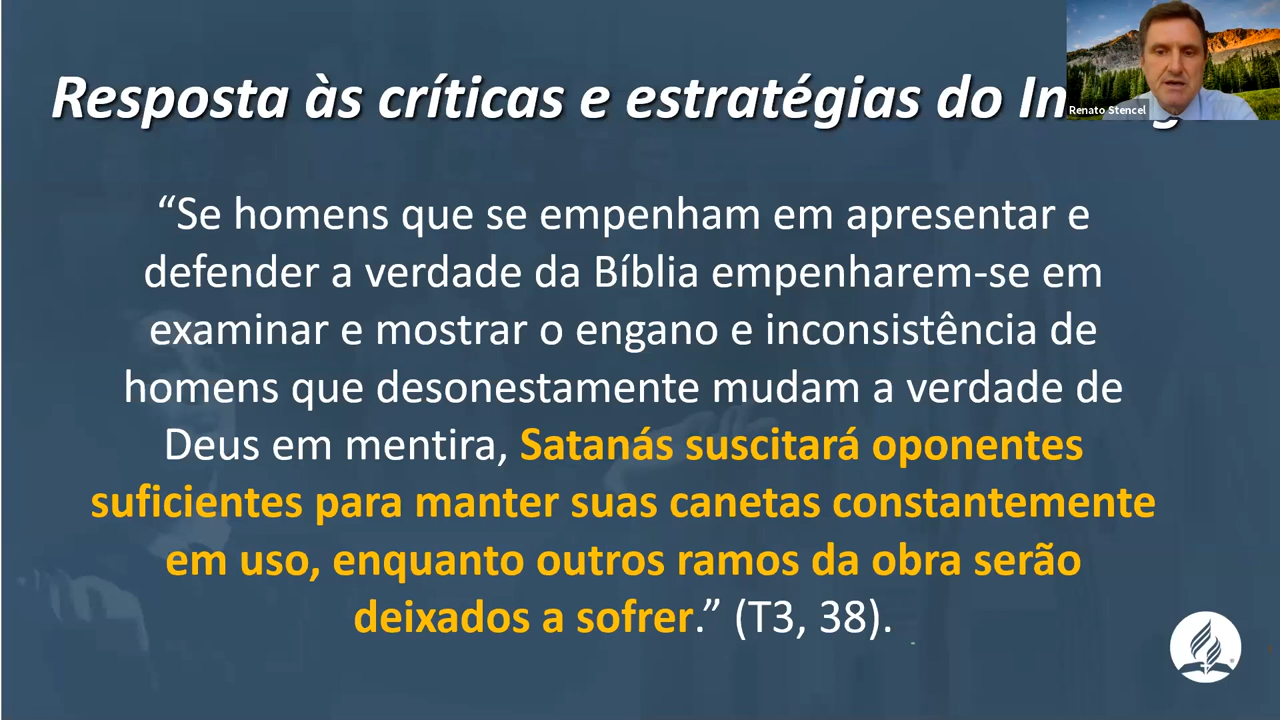 Resposta às críticas e estratégias do In
Renato Stencel
“Se homens que se empenham em apresentar e
defender a verdade da Bíblia empenharem-se em
examinar e mostrar o engano e inconsistência de
homens que desonestamente mudam a verdade de
Deus em mentira, Satanás suscitará oponentes
suficientes para manter suas canetas constantemente
em uso, enquanto outros ramos da obra serão
deixados a sofrer.” (T3, 38).